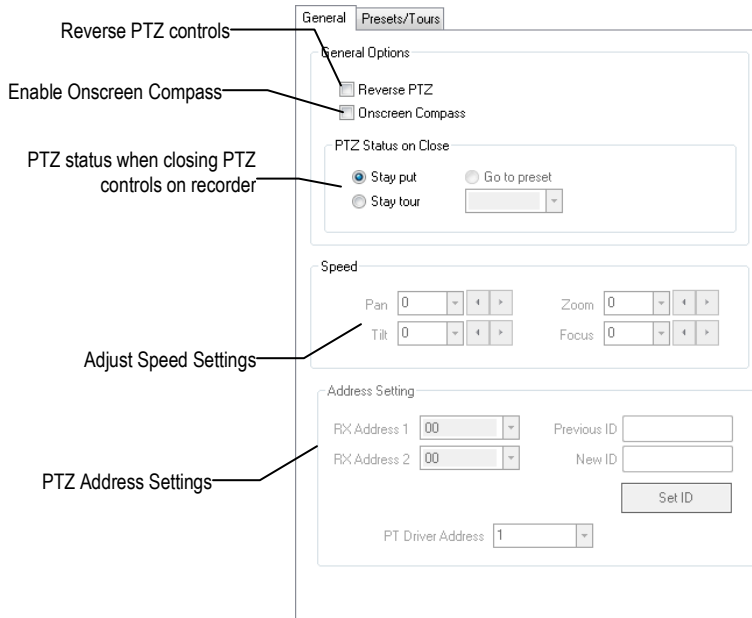 General Presets/Tours
Reverse PTZ controls
General Options
Reverse PTZ
Enable Onscreen Compass
Onscreen Compass
PTZ Status on Close
PTZ status when closing PTZ
controls on recorder
Stay put Go to preset
Stay tour
Speed
Pan 0 Zoom 0
Tilt 0 Focus 0
Adjust Speed Settings
Address Setting
RX Address 1 00 Previous ID
RX Address 2 00 New ID
PTZ Address Settings
Set ID
PT Driver Address 1